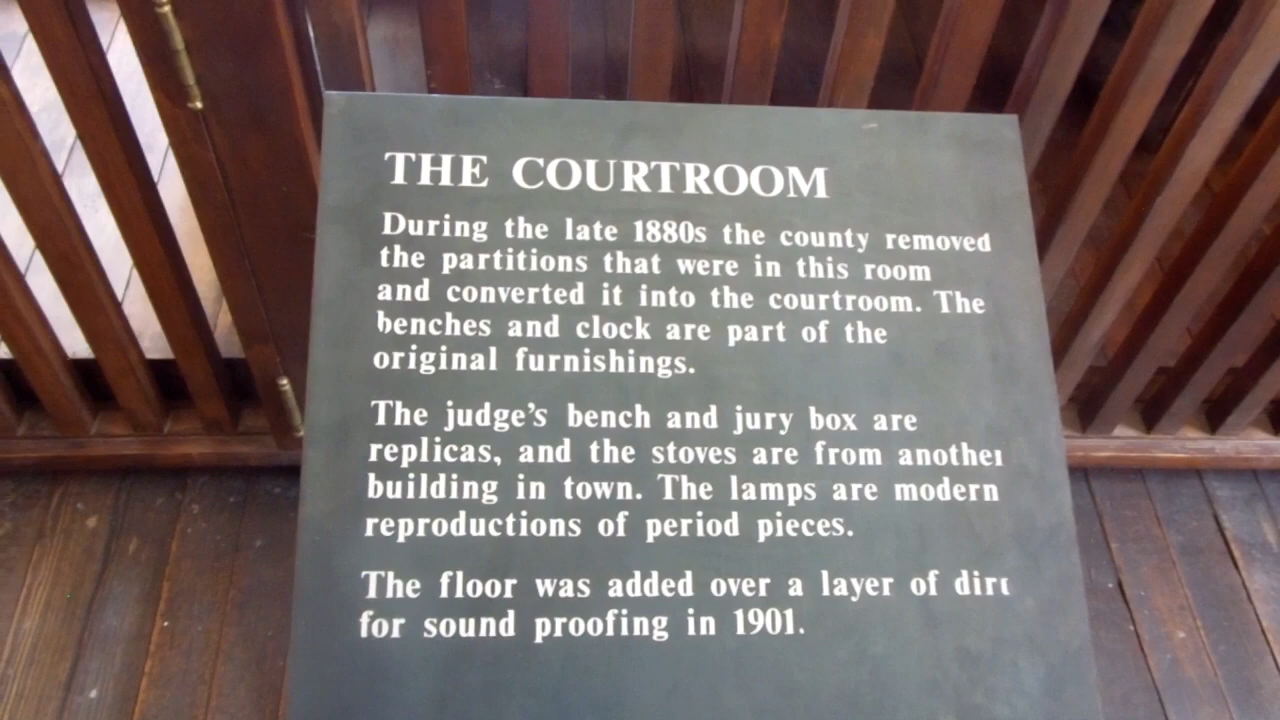 THE COURTROOM
During the late 1880s the county removed
the partitions that were in this room
and converted it into the courtroom. The
benches and clock are part of the
original furnishings.
The judge's bench and jury box are
replicas, and the stoves are from another
building in town. The lamps are modern
reproductions of period pieces.
The floor was added over a layer of dirt
for sound proofing in 1901.